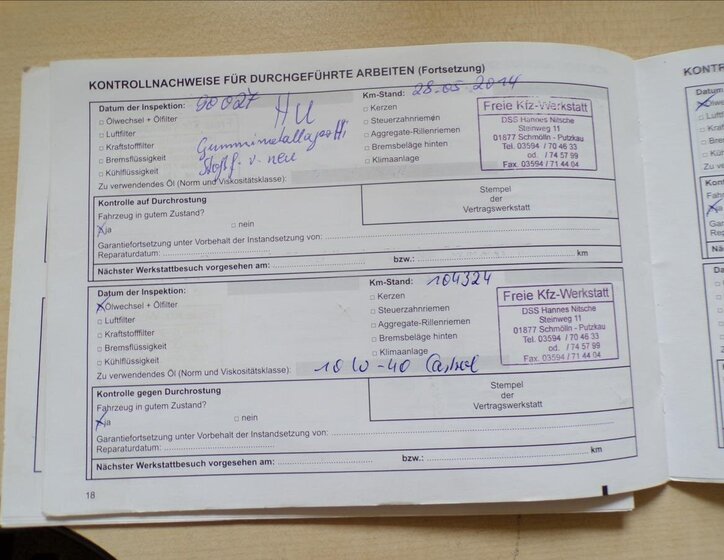 KONTROLLNACHWEISE FÜR DURCHGEFÜHRTE ARBEITEN (Fortsetzung)
Datum der Inspektion: 90027 HU
Km-Stand: 28.05.2014
□ Ölwechsel + Ölfilter
□ Kerzen
□ Luftfilter
□ Steuerzahnriemen
□ Kraftstoffilter
□ Aggregate-Rillenriemen
□ Bremsflüssigkeit
□ Bremsbeläge hinten
□ Kühlflüssigkeit
□ Klimaanlage
Stoßf. v. neu
Zu verwendendes Öl (Norm und Viskositätsklasse):
Freie Kfz-Werkstatt
DSS Hannes Nitsche
Steinweg 11
01877 Schmölln - Putzkau
Tel. 03594 / 70 46 33
od. / 74 57 99
Fax. 03594 / 71 44 04
Kontrolle auf Durchrostung
Fahrzeug in gutem Zustand?
x ja □ nein
Stempel
der
Vertragswerkstatt
Garantiefortsetzung unter Vorbehalt der Instandsetzung von:
Reparaturdatum:
Nächster Werkstattbesuch vorgesehen am: bzw.: km
Datum der Inspektion:
Km-Stand: 104324
x Ölwechsel + Ölfilter
□ Kerzen
□ Luftfilter
□ Steuerzahnriemen
□ Kraftstoffilter
□ Aggregate-Rillenriemen
□ Bremsflüssigkeit
□ Bremsbeläge hinten
□ Kühlflüssigkeit
□ Klimaanlage
Zu verwendendes Öl (Norm und Viskositätsklasse): 10 W-40 Castrol
Freie Kfz-Werkstatt
DSS Hannes Nitsche
Steinweg 11
01877 Schmölln - Putzkau
Tel. 03594 / 70 46 33
od. / 74 57 99
Fax. 03594 / 71 44 04
Kontrolle gegen Durchrostung
Fahrzeug in gutem Zustand?
x ja □ nein
Stempel
der
Vertragswerkstatt
Garantiefortsetzung unter Vorbehalt der Instandsetzung von:
Reparaturdatum:
Nächster Werkstattbesuch vorgesehen am: bzw.: km
18